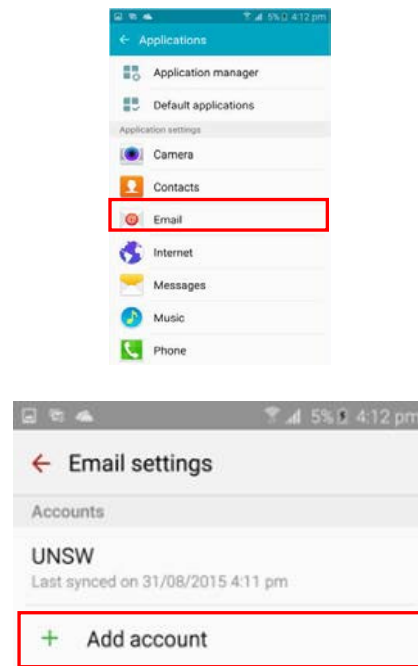 5% 4:12 pm
← Applications
Application manager
Default applications
Application settings
Camera
Contacts
Email
Internet
Messages
Music
Phone
5% 4:12 pm
← Email settings
Accounts
UNSW
Last synced on 31/08/2015 4:11 pm
+ Add account